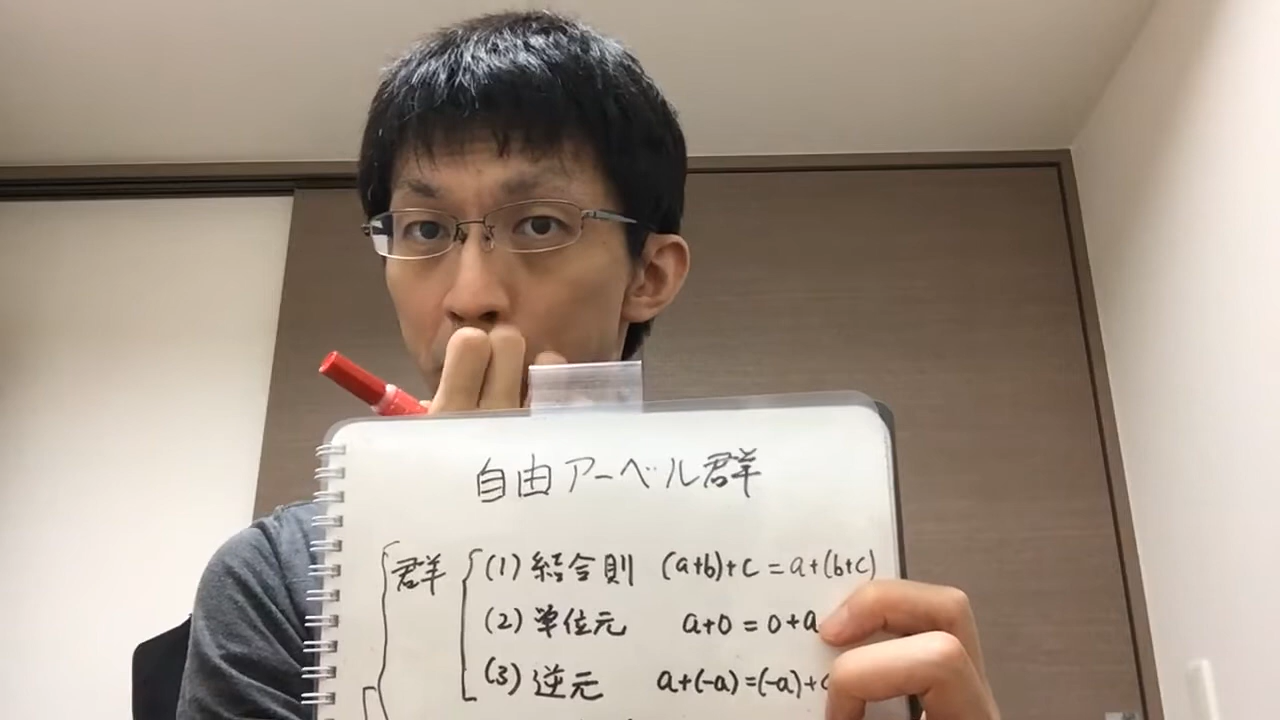 自由アーベル群
群 (1) 結合則 (a+b)+c=a+(b+c)
(2) 単位元 a+0=0+a
(3) 逆元 a+(-a)=(-a)+